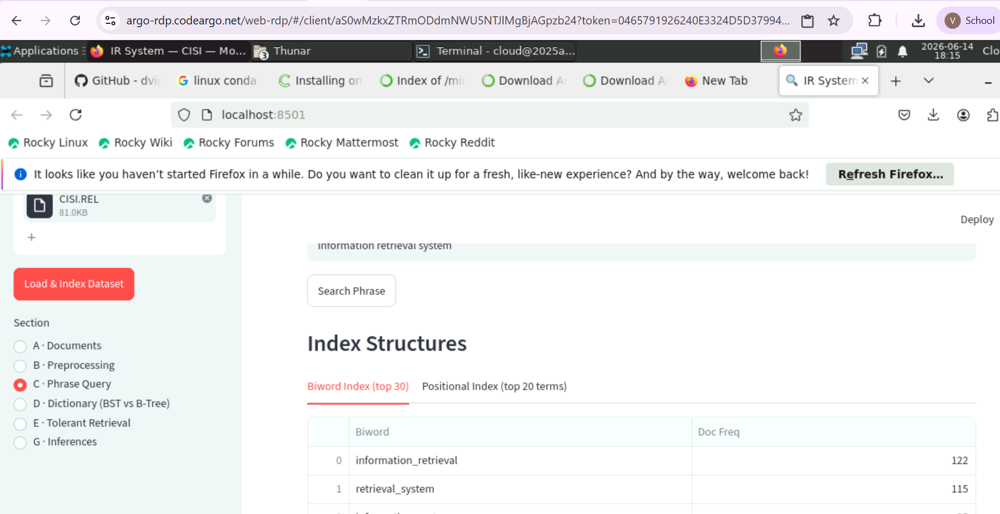 argo-rdp.codeargo.net/web-rdp/#/client/aS0wMzkxZTRmODdmNWU5NTJlMgBjAGpzb24?token=0465791926240E3324D5D37994...
V School
Applications IR System — CISI — Mo... 3 Thunar Terminal - cloud@2025a... 2026-06-14 Clo
18:15
GitHub - dvi linux conda Installing on Index of /min Download A Download A New Tab IR System
localhost:8501
Rocky Linux Rocky Wiki Rocky Forums Rocky Mattermost Rocky Reddit
It looks like you haven’t started Firefox in a while. Do you want to clean it up for a fresh, like-new experience? And by the way, welcome back! Refresh Firefox...
CISI.REL
81.0KB
+
Load & Index Dataset
Section
A · Documents
B · Preprocessing
C · Phrase Query
D · Dictionary (BST vs B-Tree)
E · Tolerant Retrieval
G · Inferences
Deploy
information retrieval system
Search Phrase
Index Structures
Biword Index (top 30) Positional Index (top 20 terms)
Biword Doc Freq
0 information_retrieval 122
1 retrieval_system 115